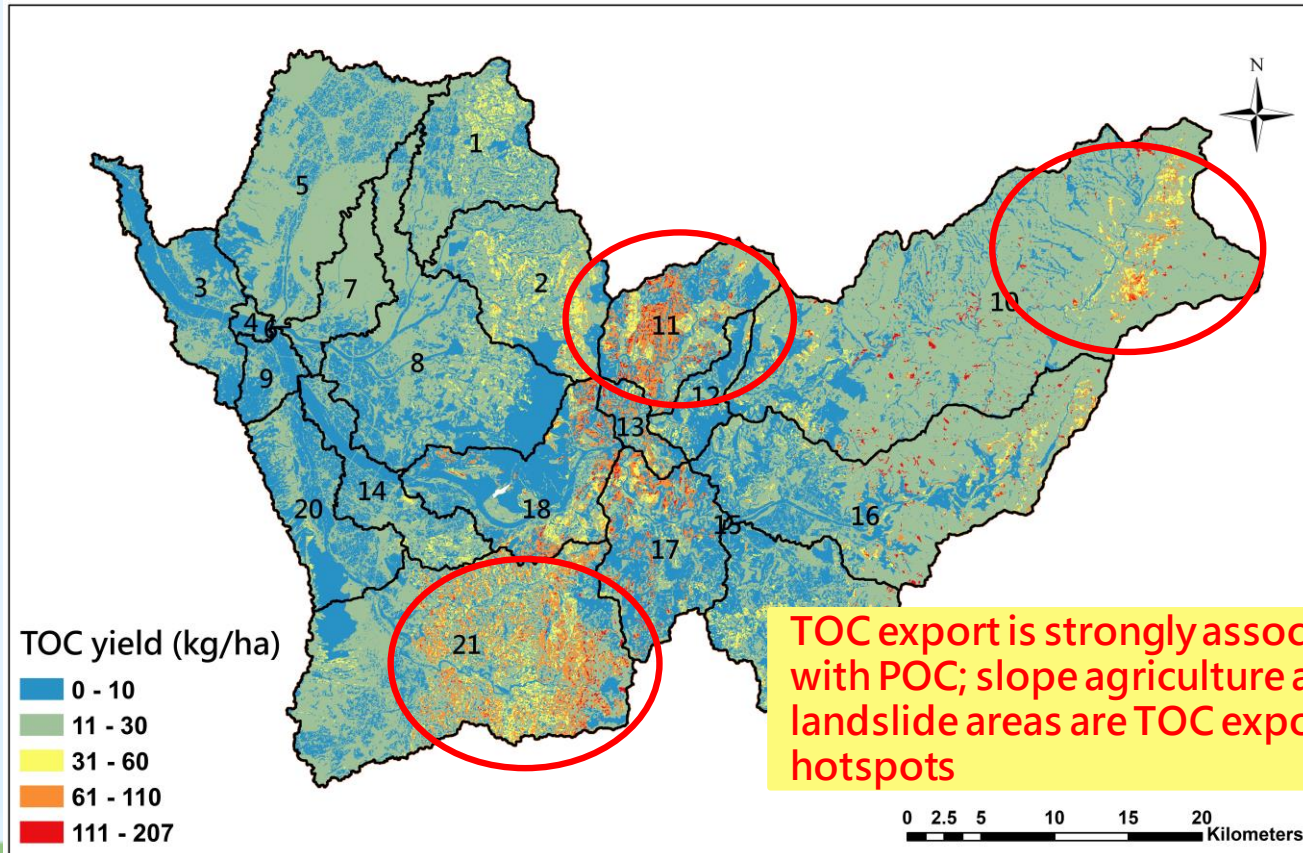 N
1
5
2
3
7
11
10
4
6
8
9
12
13
14
18
20
15
16
17
21
TOC yield (kg/ha)
0 - 10
11 - 30
31 - 60
61 - 110
111 - 207
TOC export is strongly assoc
with POC; slope agriculture a
landslide areas are TOC expo
hotspots
0 2.5 5 10 15 20
Kilometers